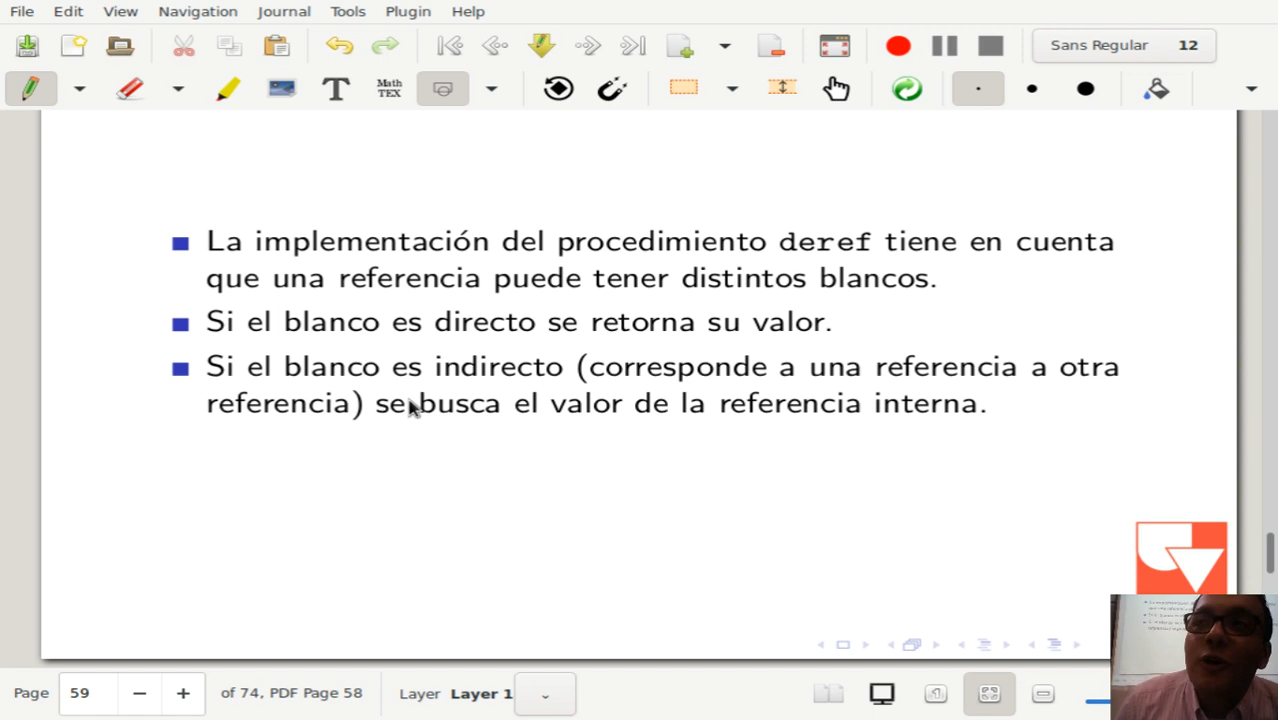 File Edit View Navigation Journal Tools Plugin Help
Sans Regular 12
Math TEX
La implementación del procedimiento deref tiene en cuenta
que una referencia puede tener distintos blancos.
Si el blanco es directo se retorna su valor.
Si el blanco es indirecto (corresponde a una referencia a otra
referencia) se busca el valor de la referencia interna.
Page 59 of 74, PDF Page 58 Layer Layer 1